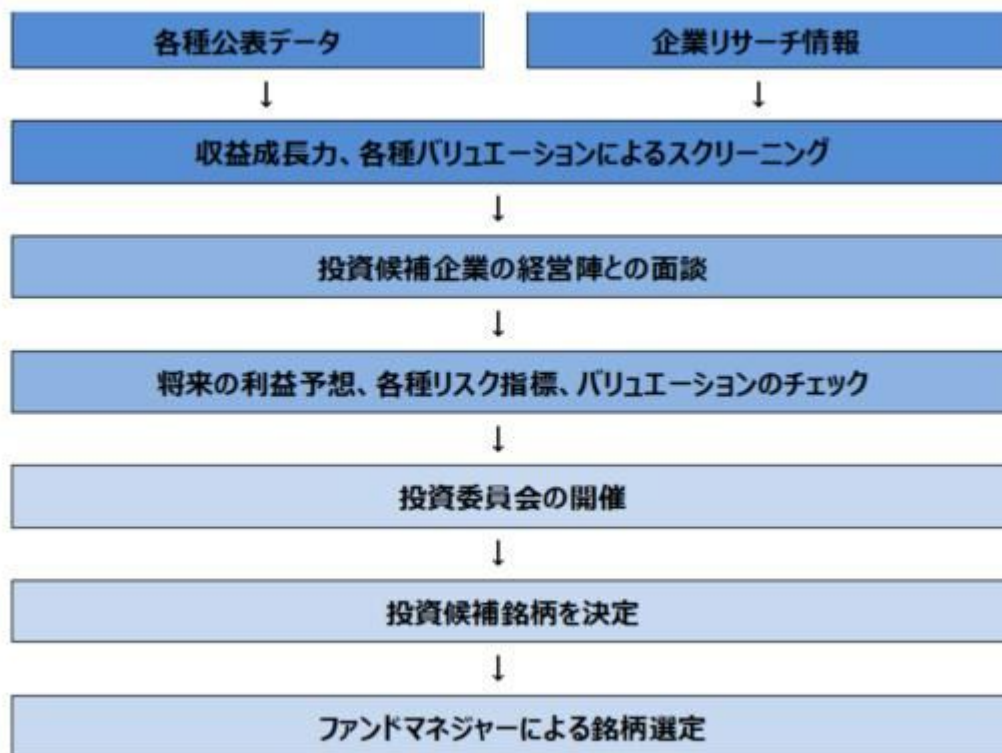 各種公表データ
企業リサーチ情報
↓ ↓
収益成長力、各種バリュエーションによるスクリーニング
↓
投資候補企業の経営陣との面談
↓
将来の利益予想、各種リスク指標、バリュエーションのチェック
↓
投資委員会の開催
↓
投資候補銘柄を決定
↓
ファンドマネジャーによる銘柄選定